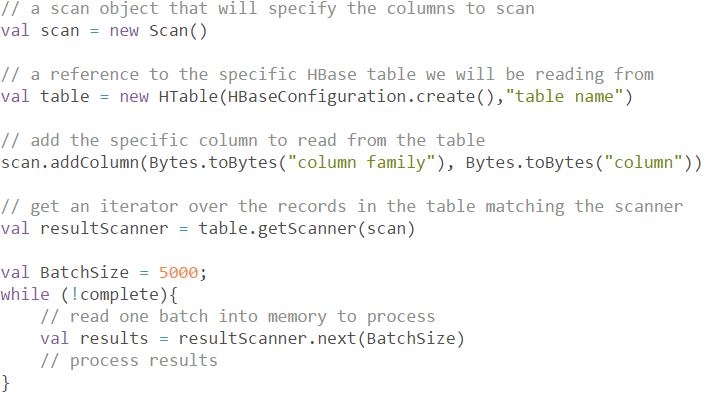 // a scan object that will specify the columns to scan
val scan = new Scan()
// a reference to the specific HBase table we will be reading from
val table = new HTable(HBaseConfiguration.create(),"table name")
// add the specific column to read from the table
scan.addColumn(Bytes.toBytes("column family"), Bytes.toBytes("column"))
// get an iterator over the records in the table matching the scanner
val resultScanner = table.getScanner(scan)
val BatchSize = 5000;
while (!complete){
    // read one batch into memory to process
    val results = resultScanner.next(BatchSize)
    // process results
}